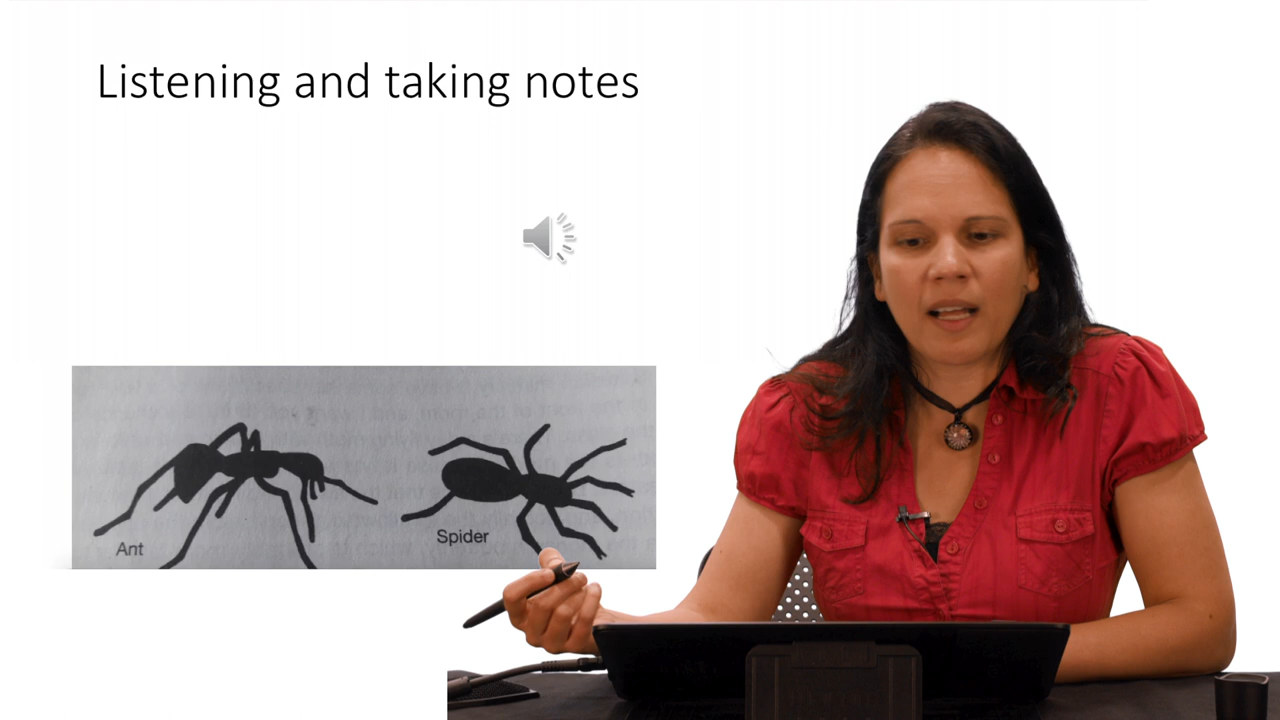 Listening and taking notes
Ant
Spider